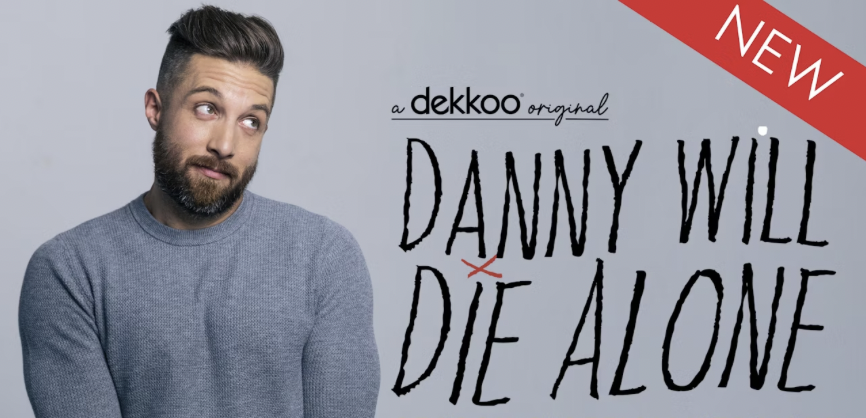 NEW
a dekkoo® original
DANNY WILL
DIE ALONE